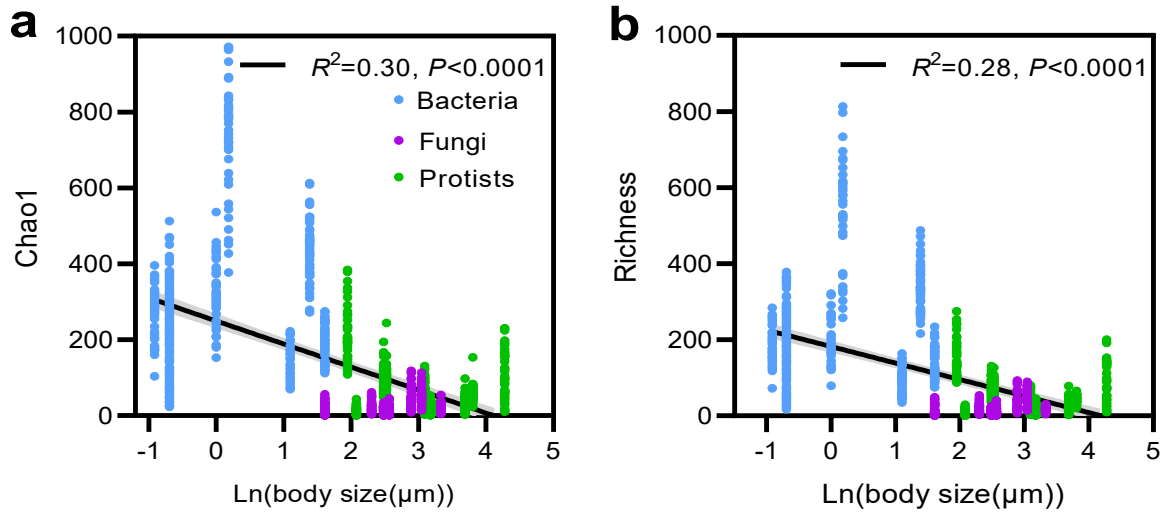 a
1000
800
600
400
200
0
Chao1
R²=0.30, P<0.0001
Bacteria
Fungi
Protists
-1 0 1 2 3 4 5
Ln(body size(μm))
b
1000
800
600
400
200
0
Richness
R²=0.28, P<0.0001
-1 0 1 2 3 4 5
Ln(body size(μm))